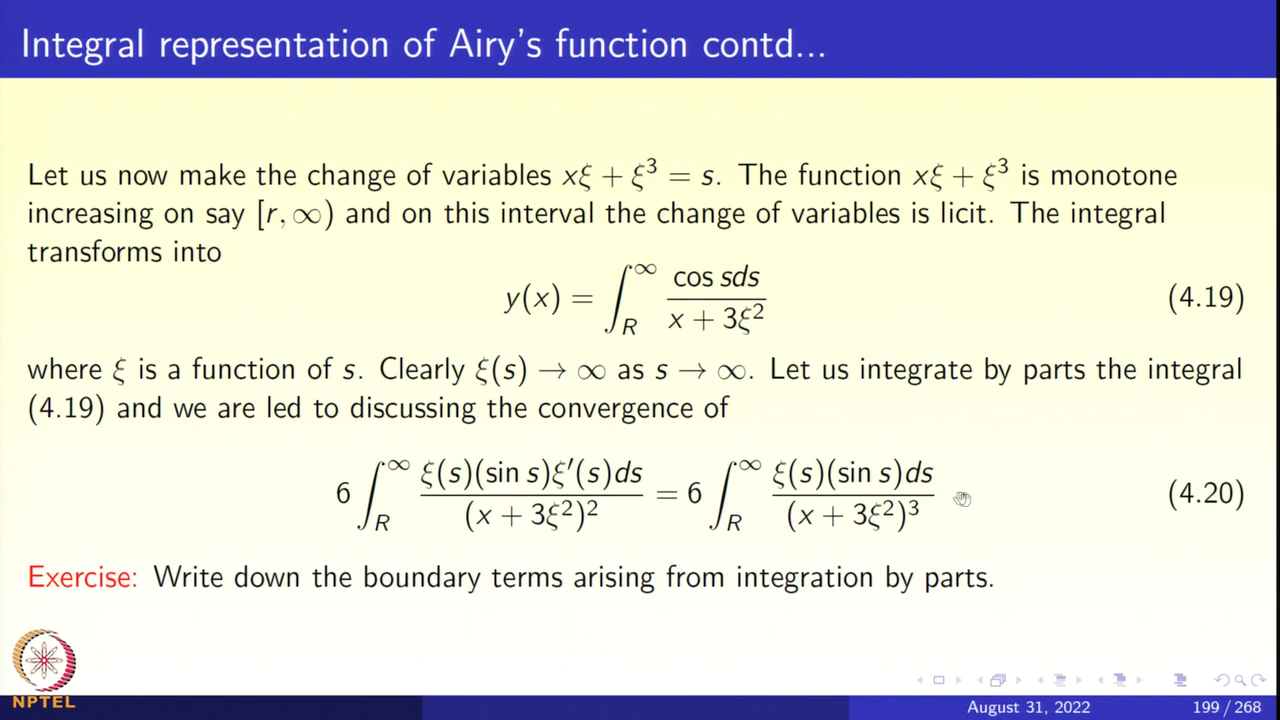 Integral representation of Airy's function contd...
Let us now make the change of variables xξ + ξ³ = s. The function xξ + ξ³ is monotone
increasing on say [r, ∞) and on this interval the change of variables is licit. The integral
transforms into
y(x) = ∫_R^∞ cos sds / (x + 3ξ²) (4.19)
where ξ is a function of s. Clearly ξ(s) → ∞ as s → ∞. Let us integrate by parts the integral
(4.19) and we are led to discussing the convergence of
6 ∫_R^∞ ξ(s)(sin s)ξ′(s)ds / (x + 3ξ²)² = 6 ∫_R^∞ ξ(s)(sin s)ds / (x + 3ξ²)³ (4.20)
Exercise: Write down the boundary terms arising from integration by parts.
NPTEL
August 31, 2022 199 / 268